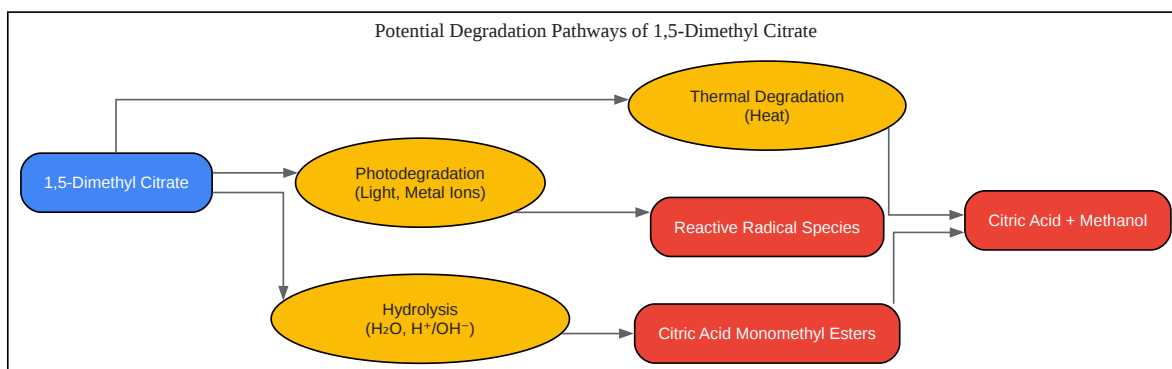 Potential Degradation Pathways of 1,5-Dimethyl Citrate
Thermal Degradation
(Heat)
1,5-Dimethyl Citrate
Photodegradation
(Light, Metal Ions)
Reactive Radical Species
Citric Acid + Methanol
Hydrolysis
(H₂O, H⁺/OH⁻)
Citric Acid Monomethyl Esters